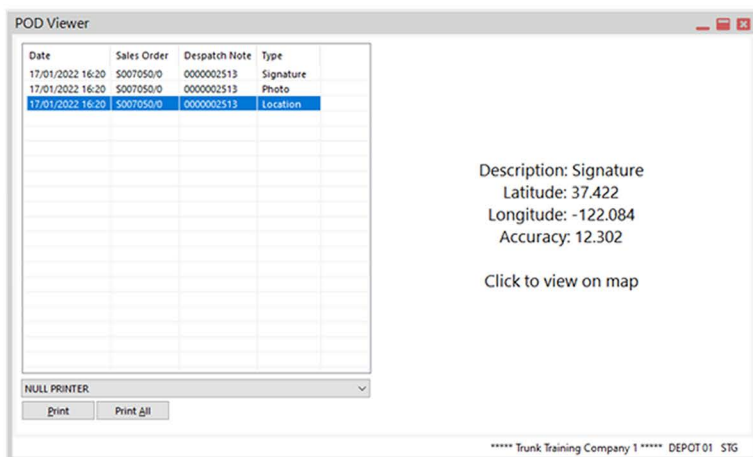 POD Viewer
Date Sales Order Despatch Note Type
17/01/2022 16:20 S007050/0 0000002513 Signature
17/01/2022 16:20 S007050/0 0000002513 Photo
17/01/2022 16:20 S007050/0 0000002513 Location
Description: Signature
Latitude: 37.422
Longitude: -122.084
Accuracy: 12.302
Click to view on map
NULL PRINTER
Print Print All
***** Trunk Training Company 1 ***** DEPOT 01 STG